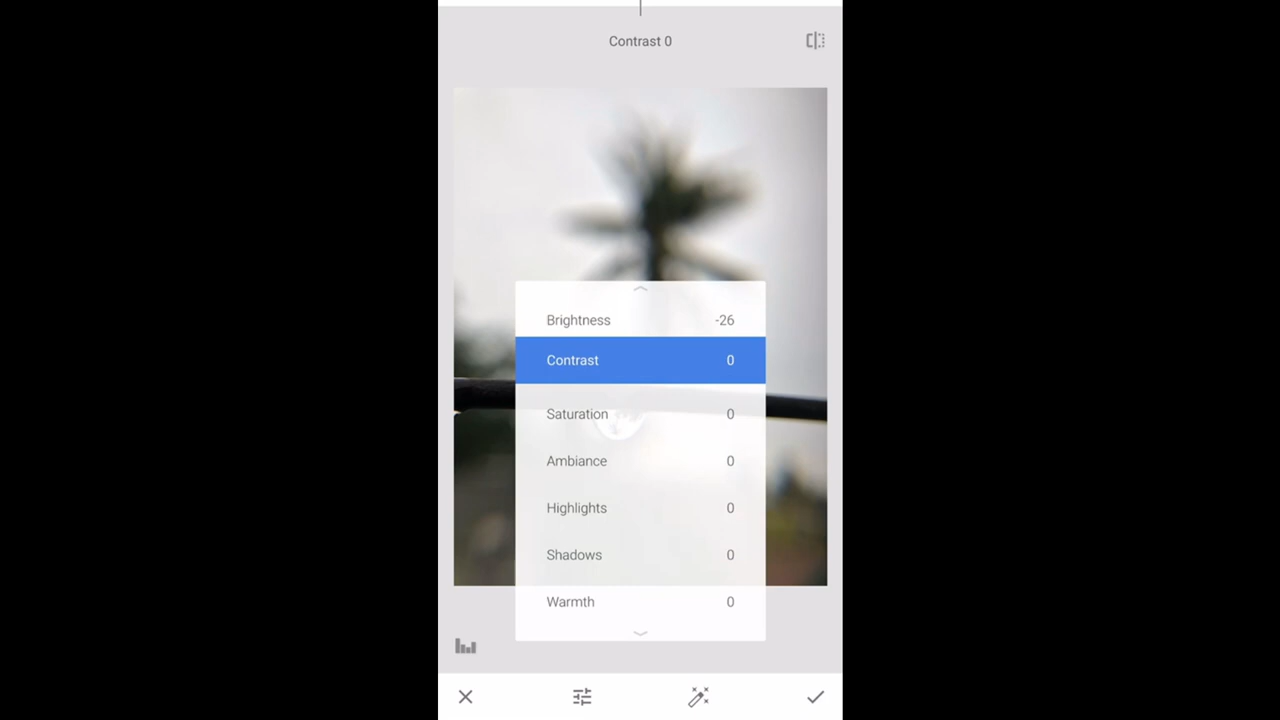 Contrast 0
Brightness -26
Contrast 0
Saturation 0
Ambiance 0
Highlights 0
Shadows 0
Warmth 0